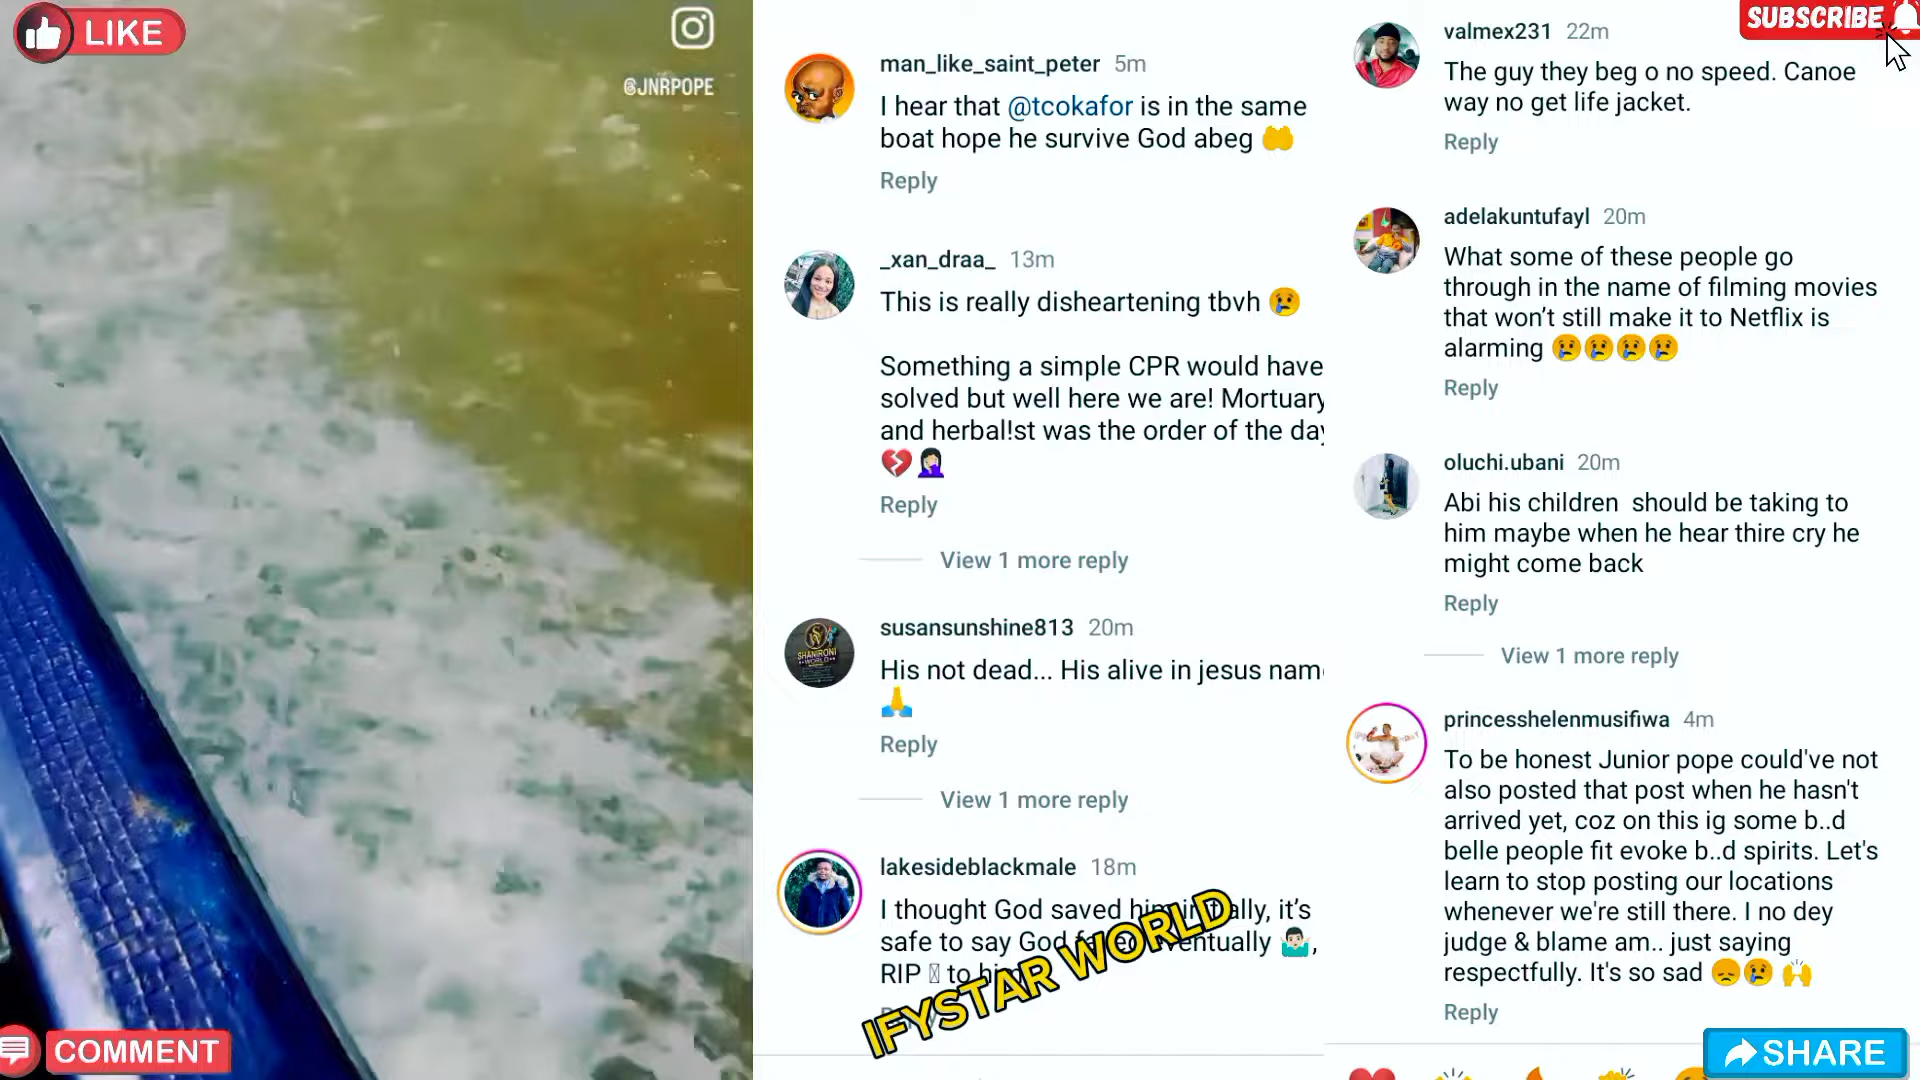 LIKE
@JNRPOPE
COMMENT
man_like_saint_peter 5m
I hear that @tcokafor is in the same
boat hope he survive God abeg 🤲
Reply
_xan_draa_ 13m
This is really disheartening tbvh 😢
Something a simple CPR would have
solved but well here we are! Mortuary
and herbal!st was the order of the day
💔🤦🏻‍♀️
Reply
View 1 more reply
susansunshine813 20m
His not dead... His alive in jesus name
🙏
Reply
View 1 more reply
lakesideblackmale 18m
I thought God saved him initially, it's
safe to say God eventually 🤷🏻‍♂️,
RIP to him
IFYSTAR WORLD
SUBSCRIBE
valmex231 22m
The guy they beg o no speed. Canoe
way no get life jacket.
Reply
adelakuntufayl 20m
What some of these people go
through in the name of filming movies
that won't still make it to Netflix is
alarming 😢😢😢😢
Reply
oluchi.ubani 20m
Abi his children should be taking to
him maybe when he hear thire cry he
might come back
Reply
View 1 more reply
princesshelenmusifiwa 4m
To be honest Junior pope could've not
also posted that post when he hasn't
arrived yet, coz on this ig some b..d
belle people fit evoke b..d spirits. Let's
learn to stop posting our locations
whenever we're still there. I no dey
judge & blame am.. just saying
respectfully. It's so sad 😞😢🙌
Reply
SHARE